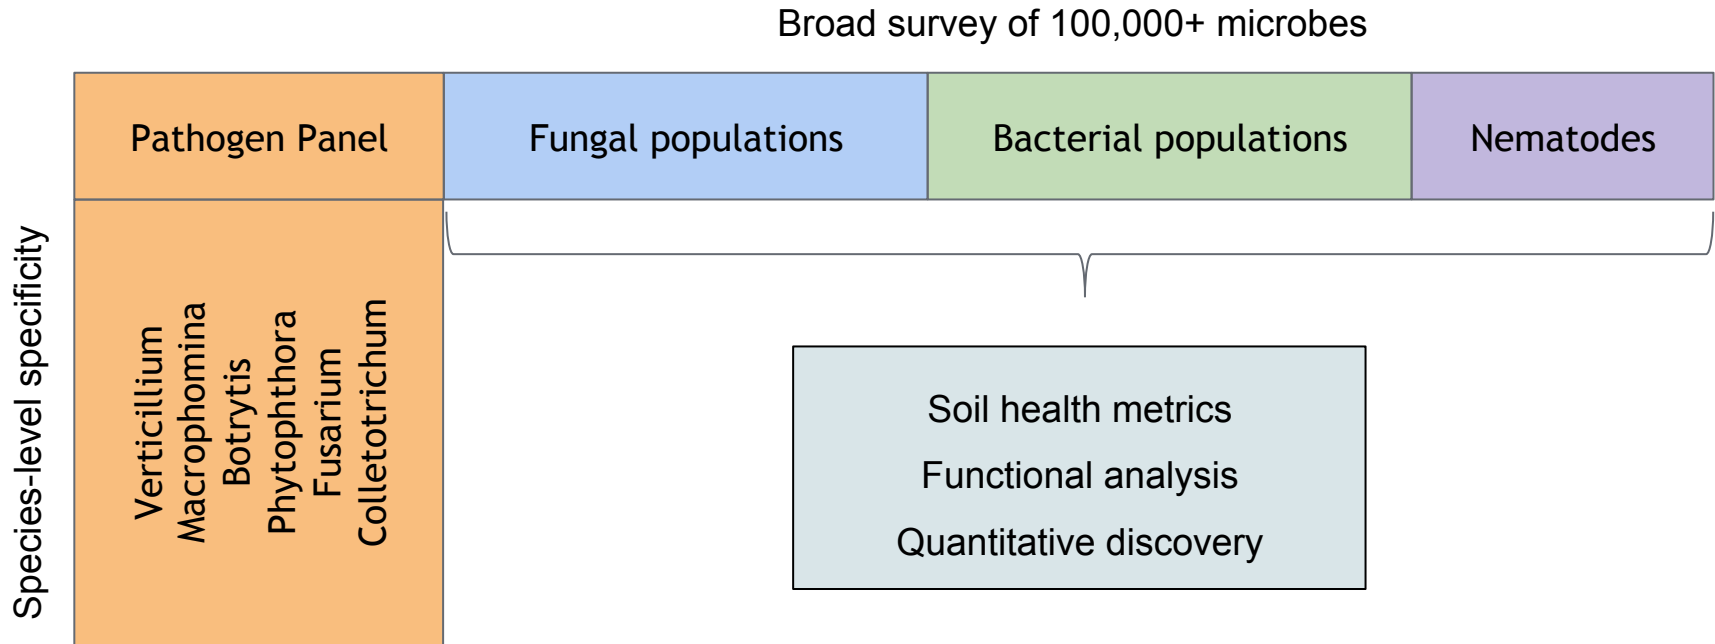 Broad survey of 100,000+ microbes
Pathogen Panel
Fungal populations
Bacterial populations
Nematodes
Species-level specificity
Verticillium
Macrophomina
Botrytis
Phytophthora
Fusarium
Colletotrichum
Soil health metrics
Functional analysis
Quantitative discovery